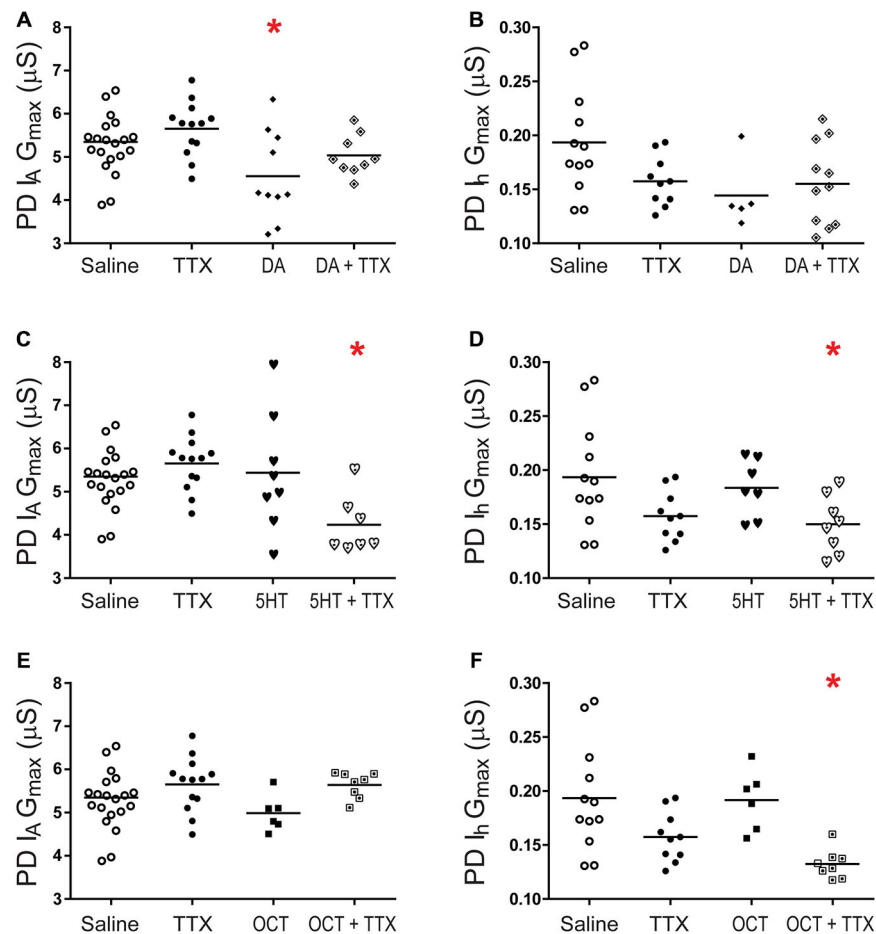 A
PD I_A G_max (μS)
8
7
6
5
4
3
*
Saline TTX DA DA + TTX
B
PD I_h G_max (μS)
0.30
0.25
0.20
0.15
0.10
Saline TTX DA DA + TTX
C
PD I_A G_max (μS)
8
7
6
5
4
3
*
Saline TTX 5HT 5HT + TTX
D
PD I_h G_max (μS)
0.30
0.25
0.20
0.15
0.10
*
Saline TTX 5HT 5HT + TTX
E
PD I_A G_max (μS)
8
7
6
5
4
3
Saline TTX OCT OCT + TTX
F
PD I_h G_max (μS)
0.30
0.25
0.20
0.15
0.10
*
Saline TTX OCT OCT + TTX